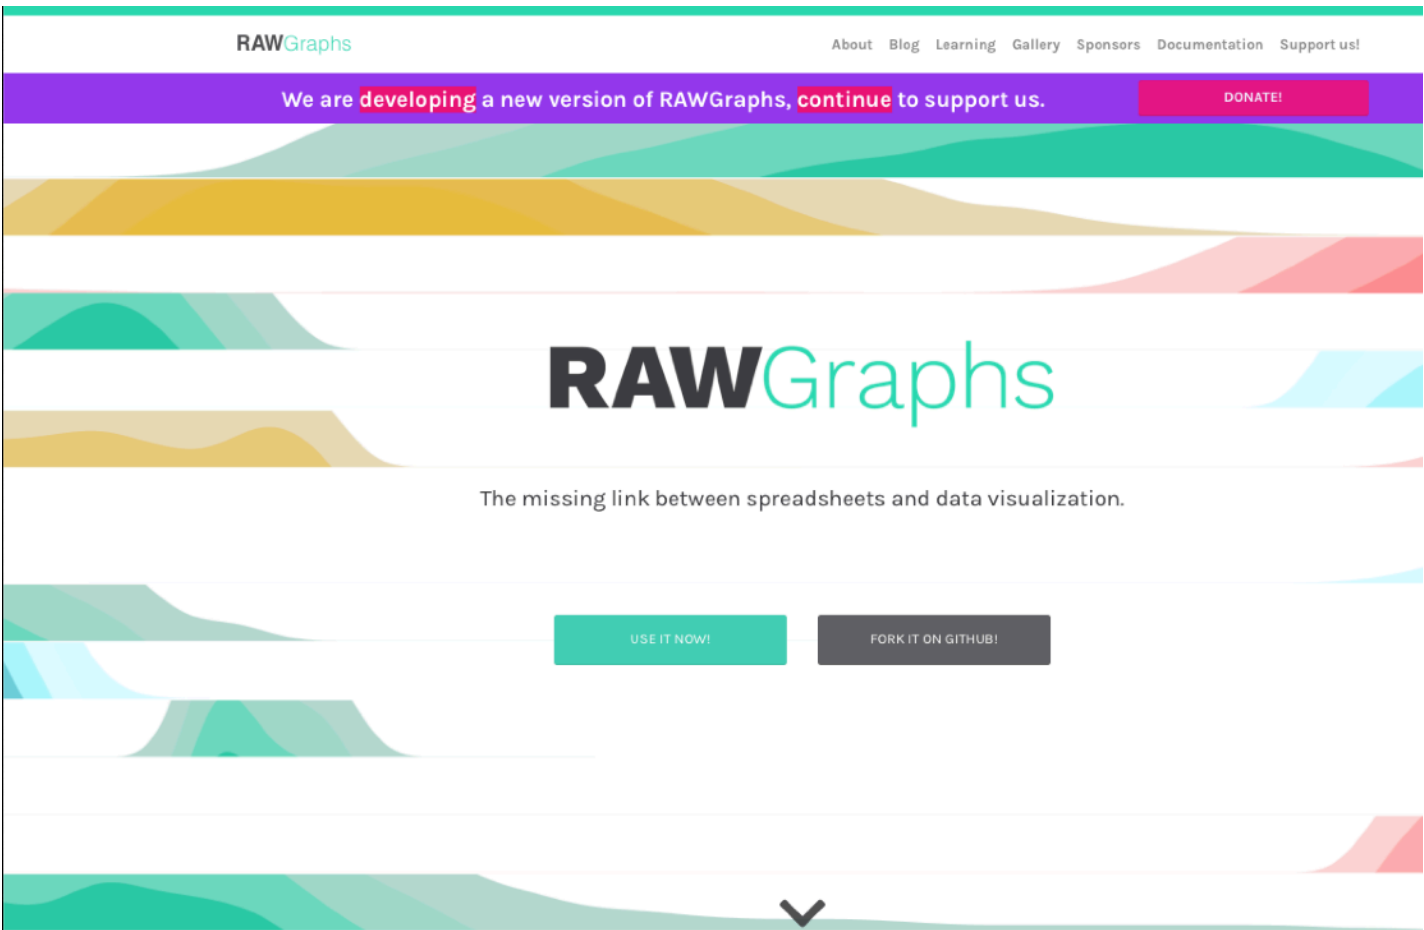 RAWGraphs
About Blog Learning Gallery Sponsors Documentation Support us!
We are developing a new version of RAWGraphs, continue to support us.
DONATE!
RAWGraphs
The missing link between spreadsheets and data visualization.
USE IT NOW!
FORK IT ON GITHUB!